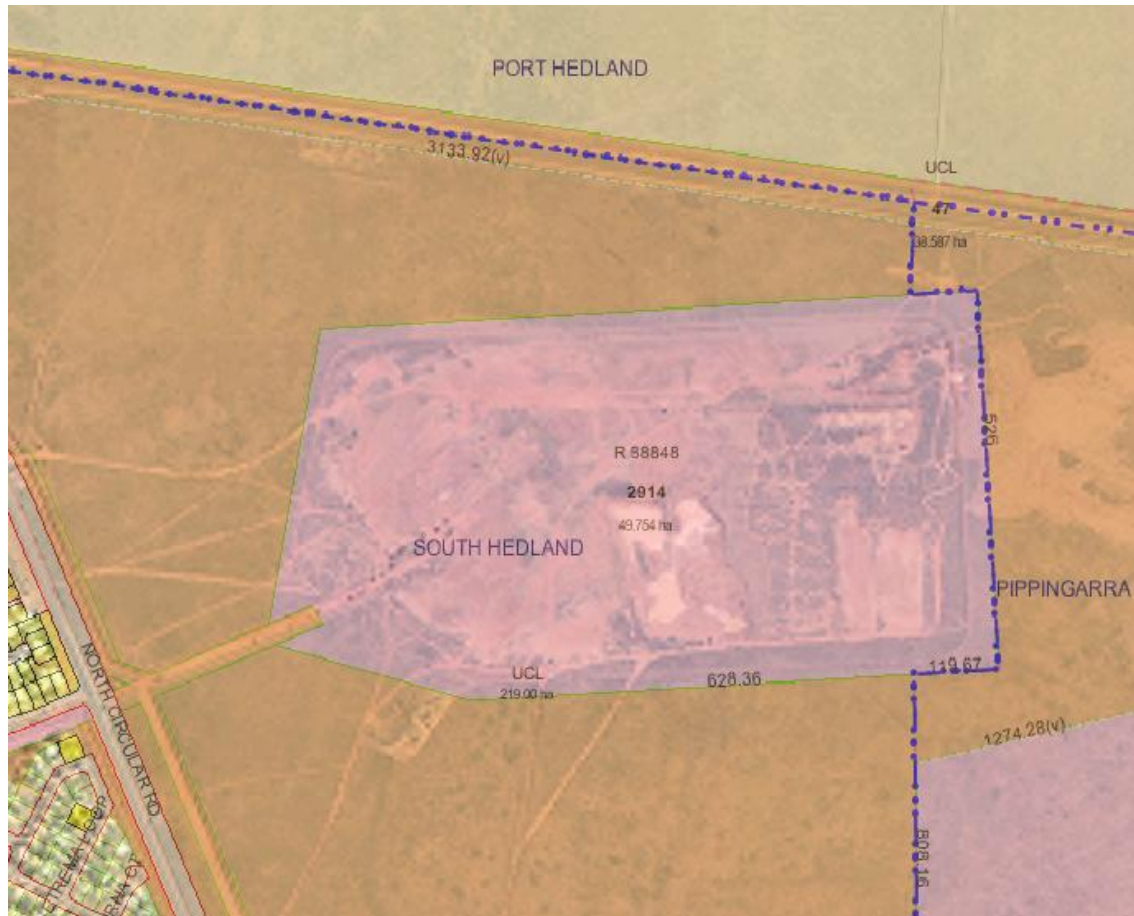 PORT HEDLAND
3133.92(v)
UCL
47
38.587 ha
526
R 38848
2914
49.754 ha
SOUTH HEDLAND
PIPPINGARRA
UCL
219.00 ha
628.36
119.67
NORTH CIRCULAR RD
1274.28(v)
808.16